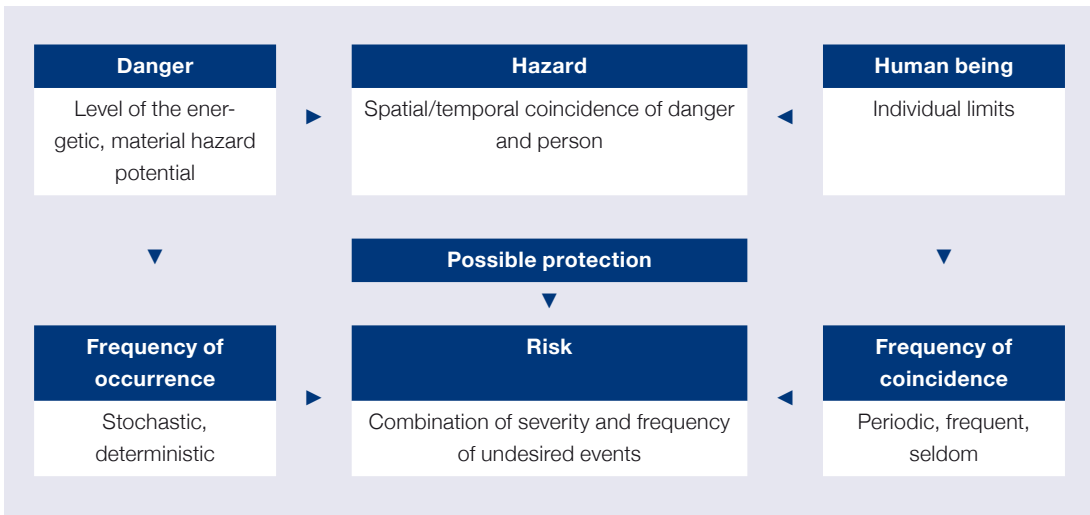 Danger
Level of the ener-
getic, material hazard
potential
Hazard
Spatial/temporal coincidence of danger
and person
Human being
Individual limits
Possible protection
Frequency of
occurrence
Stochastic,
deterministic
Risk
Combination of severity and frequency
of undesired events
Frequency of
coincidence
Periodic, frequent,
seldom